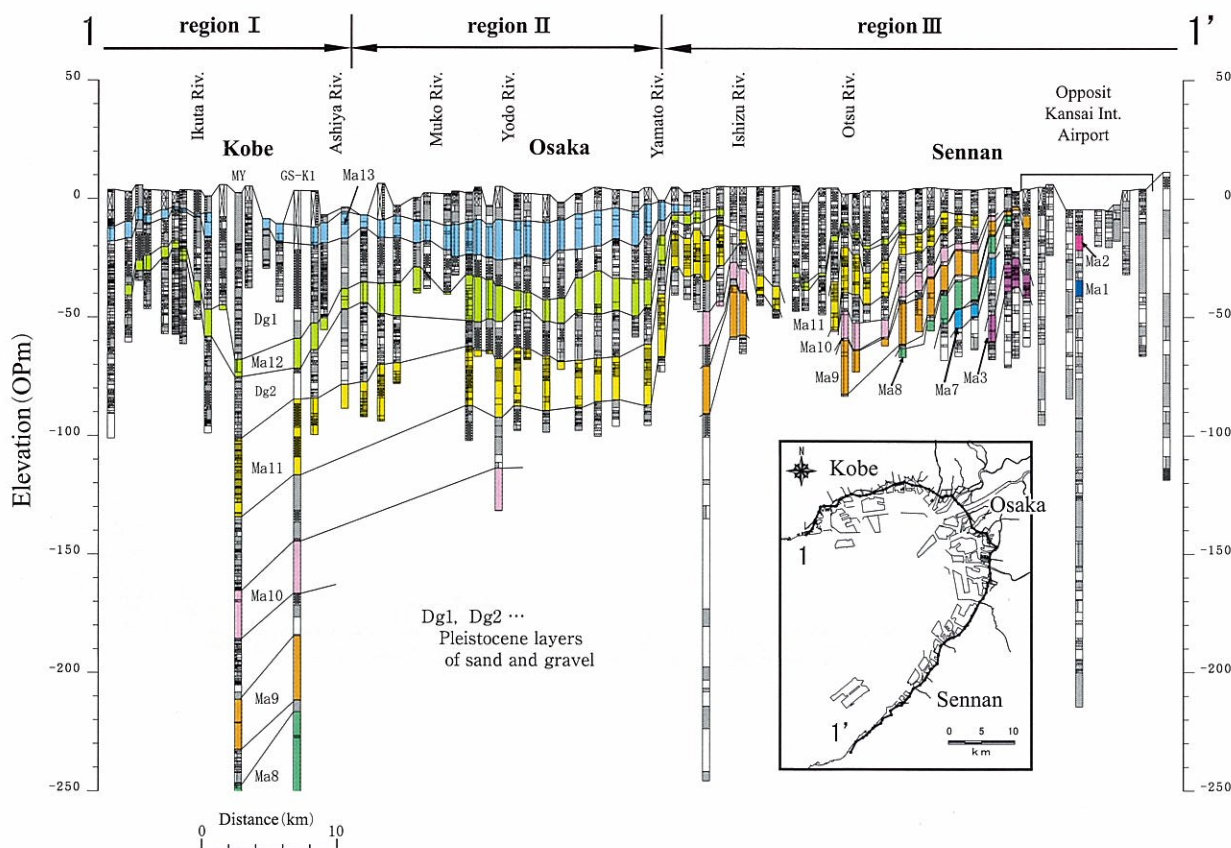 1
region I
region II
region III
1'
50
0
-50
-100
-150
-200
-250
Elevation (OPm)
Ikuta Riv.
Ashiya Riv.
Muko Riv.
Yodo Riv.
Yamato Riv.
Ishizu Riv.
Otsu Riv.
Opposit
Kansai Int.
Airport
Kobe
Osaka
Sennan
MY
GS-K1
Ma13
Dg1
Ma12
Dg2
Ma11
Ma10
Ma9
Ma8
Ma11
Ma10
Ma9
Ma8
Ma7
Ma3
Ma2
Ma1
Dg1, Dg2 ···
Pleistocene layers
of sand and gravel
50
0
-50
-100
-150
-200
-250
N
Kobe
Osaka
1
Sennan
1'
0 5 10
km
Distance (km)
0 10